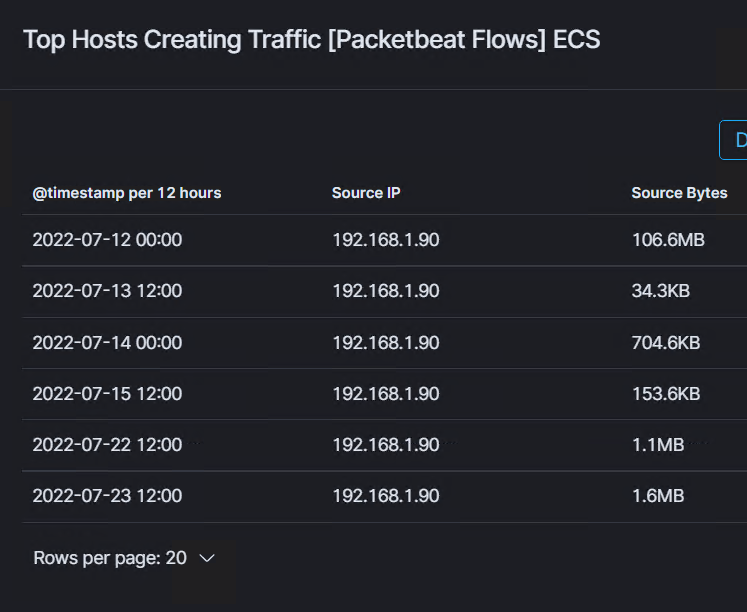 Top Hosts Creating Traffic [Packetbeat Flows] ECS
D
@timestamp per 12 hours Source IP Source Bytes
2022-07-12 00:00 192.168.1.90 106.6MB
2022-07-13 12:00 192.168.1.90 34.3KB
2022-07-14 00:00 192.168.1.90 704.6KB
2022-07-15 12:00 192.168.1.90 153.6KB
2022-07-22 12:00 192.168.1.90 1.1MB
2022-07-23 12:00 192.168.1.90 1.6MB
Rows per page: 20